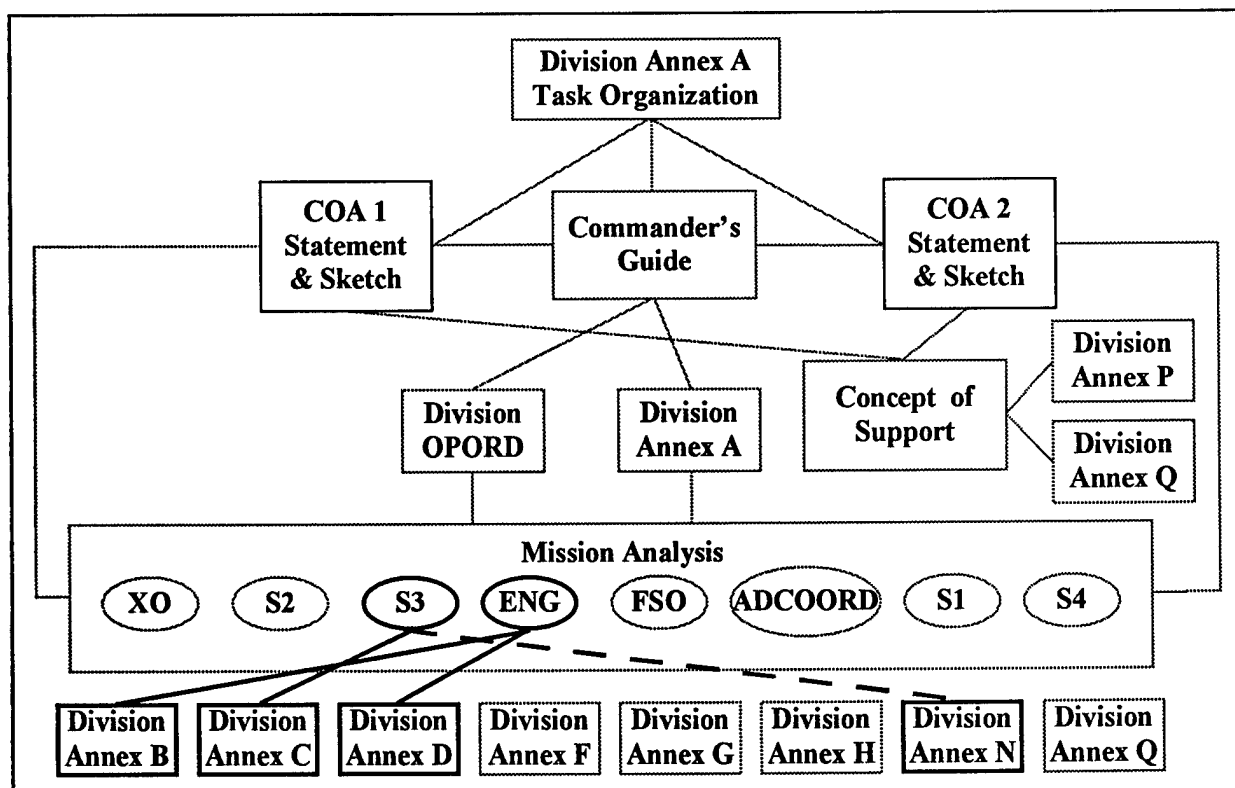 Division Annex A
Task Organization
COA 1
Statement
& Sketch
Commander's
Guide
COA 2
Statement
& Sketch
Division
OPORD
Division
Annex A
Concept of
Support
Division
Annex P
Division
Annex Q
Mission Analysis
XO
S2
S3
ENG
FSO
ADCOORD
S1
S4
Division
Annex B
Division
Annex C
Division
Annex D
Division
Annex F
Division
Annex G
Division
Annex H
Division
Annex N
Division
Annex Q